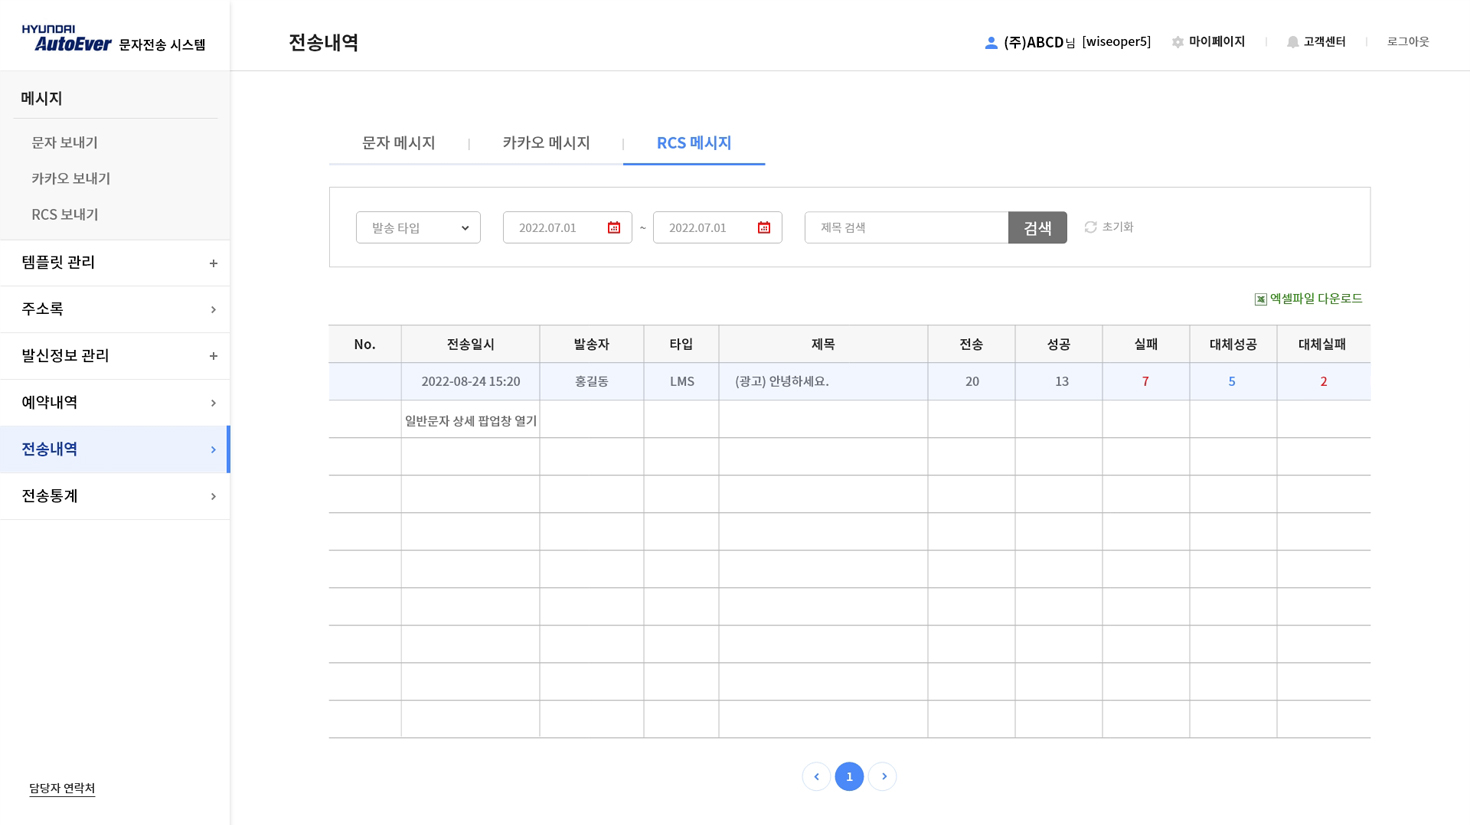 HYUNDAI
AutoEver 문자전송 시스템
전송내역
(주)ABCD님 [wiseoper5]
마이페이지
고객센터
로그아웃
메시지
문자 보내기
카카오 보내기
RCS 보내기
템플릿 관리
주소록
발신정보 관리
예약내역
전송내역
전송통계
담당자 연락처
문자 메시지
카카오 메시지
RCS 메시지
발송 타입
2022.07.01 ~ 2022.07.01
제목 검색
검색
초기화
엑셀파일 다운로드
No. 전송일시 발송자 타입 제목 전송 성공 실패 대체성공 대체실패
2022-08-24 15:20 홍길동 LMS (광고) 안녕하세요. 20 13 7 5 2
일반문자 상세 팝업창 열기
1